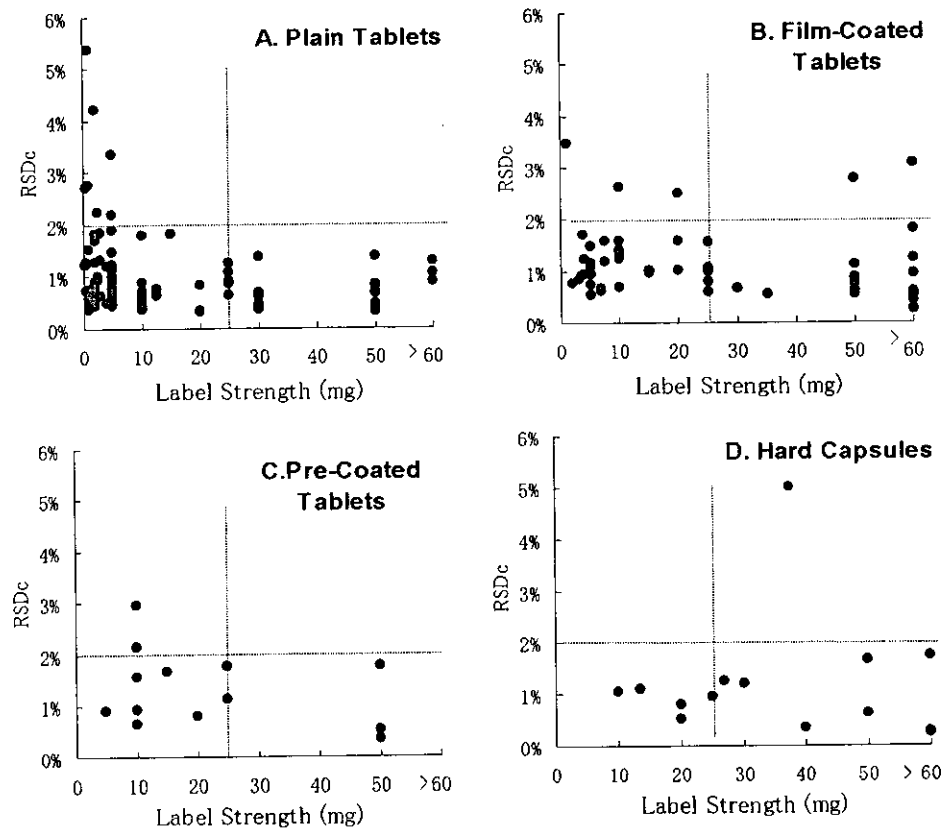 A. Plain Tablets
6%
5%
4%
3%
2%
1%
0%
RSDc
0 10 20 30 40 50 >60
Label Strength (mg)
B. Film-Coated
Tablets
6%
5%
4%
3%
2%
1%
0%
RSDc
0 10 20 30 40 50 >60
Label Strength (mg)
C.Pre-Coated
Tablets
6%
5%
4%
3%
2%
1%
0%
RSDc
0 10 20 30 40 50 >60
Label Strength (mg)
D. Hard Capsules
6%
5%
4%
3%
2%
1%
0%
RSDc
0 10 20 30 40 50 >60
Label Strength (mg)